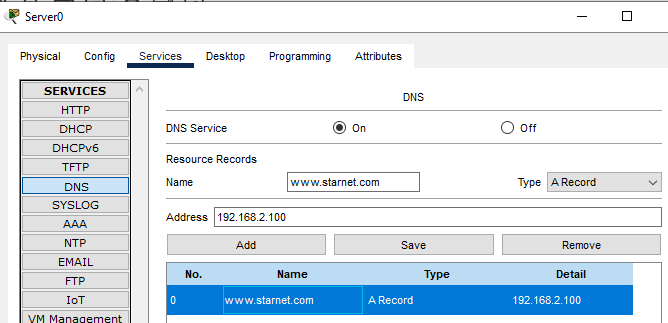 Server0
Physical Config Services Desktop Programming Attributes
SERVICES
HTTP
DHCP
DHCPv6
TFTP
DNS
SYSLOG
AAA
NTP
EMAIL
FTP
IoT
VM Management
DNS
DNS Service On Off
Resource Records
Name www.starnet.com Type A Record
Address 192.168.2.100
Add Save Remove
No. Name Type Detail
0 www.starnet.com A Record 192.168.2.100